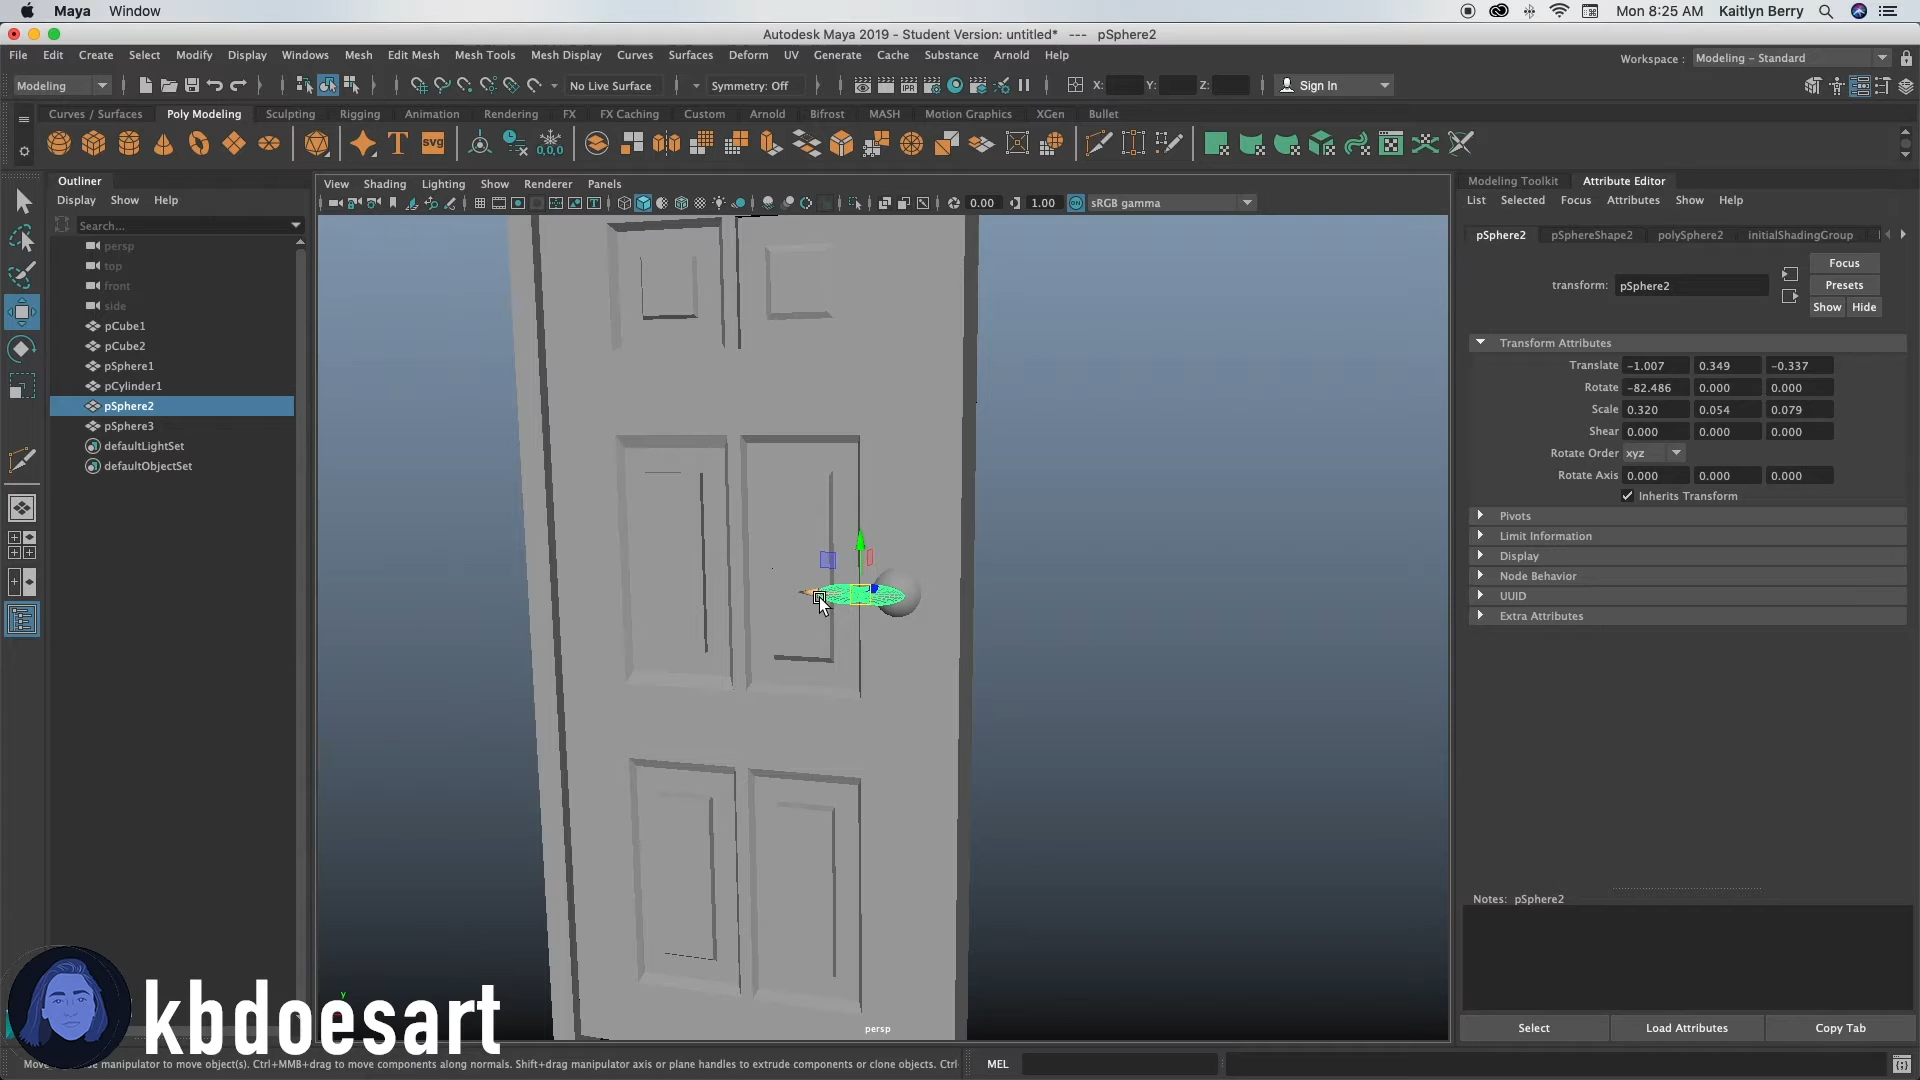 Maya Window
Mon 8:25 AM Kaitlyn Berry
Autodesk Maya 2019 - Student Version: untitled* --- pSphere2
File Edit Create Select Modify Display Windows Mesh Edit Mesh Mesh Tools Mesh Display Curves Surfaces Deform UV Generate Cache Substance Arnold Help
Workspace : Modeling - Standard
Modeling No Live Surface Symmetry: Off IPR X: Y: Z: Sign In
Curves / Surfaces Poly Modeling Sculpting Rigging Animation Rendering FX FX Caching Custom Arnold Bifrost MASH Motion Graphics XGen Bullet
T SVG 0,0,0
Outliner
Display Show Help
Search...
persp
top
front
side
pCube1
pCube2
pSphere1
pCylinder1
pSphere2
pSphere3
defaultLightSet
defaultObjectSet
View Shading Lighting Show Renderer Panels
0.00 1.00 ON sRGB gamma
y
persp
Modeling Toolkit Attribute Editor
List Selected Focus Attributes Show Help
pSphere2 pSphereShape2 polySphere2 initialShadingGroup
Focus
transform: pSphere2 Presets
Show Hide
Transform Attributes
Translate -1.007 0.349 -0.337
Rotate -82.486 0.000 0.000
Scale 0.320 0.054 0.079
Shear 0.000 0.000 0.000
Rotate Order xyz
Rotate Axis 0.000 0.000 0.000
Inherits Transform
Pivots
Limit Information
Display
Node Behavior
UUID
Extra Attributes
Notes: pSphere2
Select Load Attributes Copy Tab
kbdoesart
manipulator to move object(s). Ctrl+MMB+drag to move components along normals. Shift+drag manipulator axis or plane handles to extrude components or clone objects. Ctrl
MEL